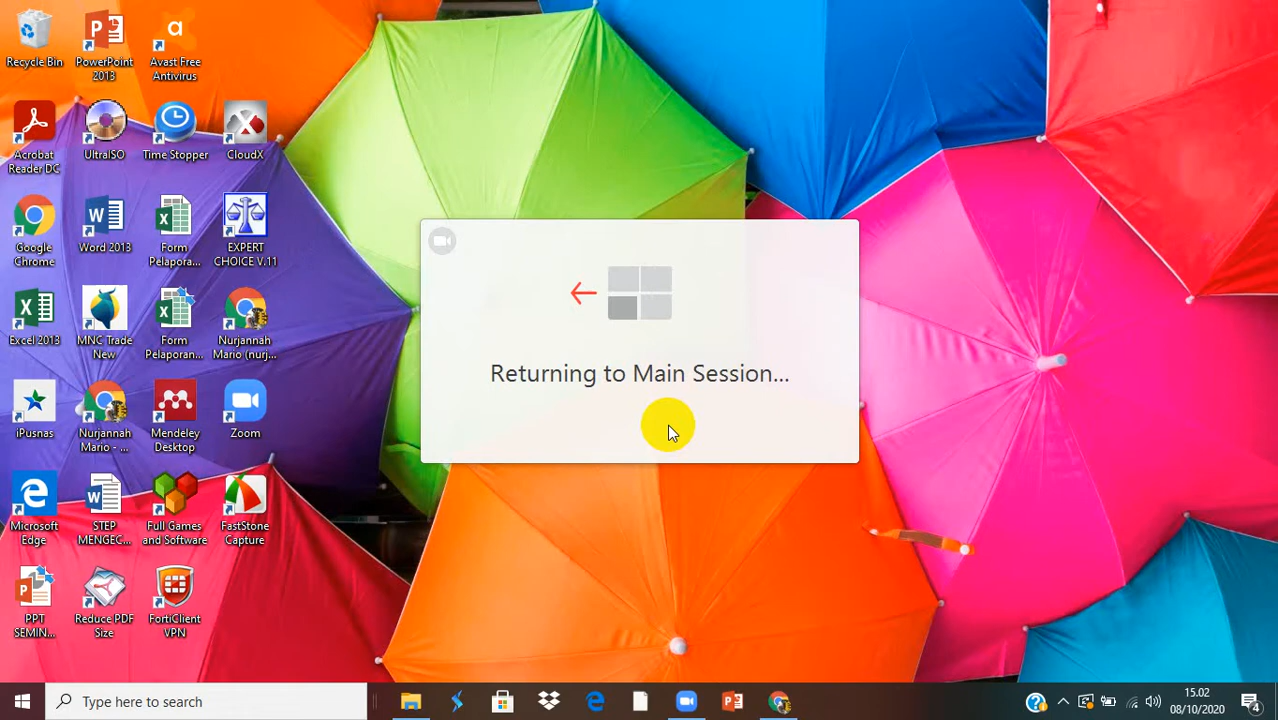 Recycle Bin
PowerPoint
2013
a
Avast Free
Antivirus
Acrobat
Reader DC
UltraISO
Time Stopper
CloudX
Google
Chrome
Word 2013
Form
Pelapora...
EXPERT
CHOICE V.11
Excel 2013
MNC Trade
New
Form
Pelaporan...
Nurjannah
Mario (nurj...
iPusnas
Nurjannah
Mario - ...
Mendeley
Desktop
Zoom
Microsoft
Edge
STEP
MENGEC...
Full Games
and Software
FastStone
Capture
PPT
SEMIN...
Reduce PDF
Size
FortiClient
VPN
Returning to Main Session...
Type here to search
15.02
08/10/2020
4